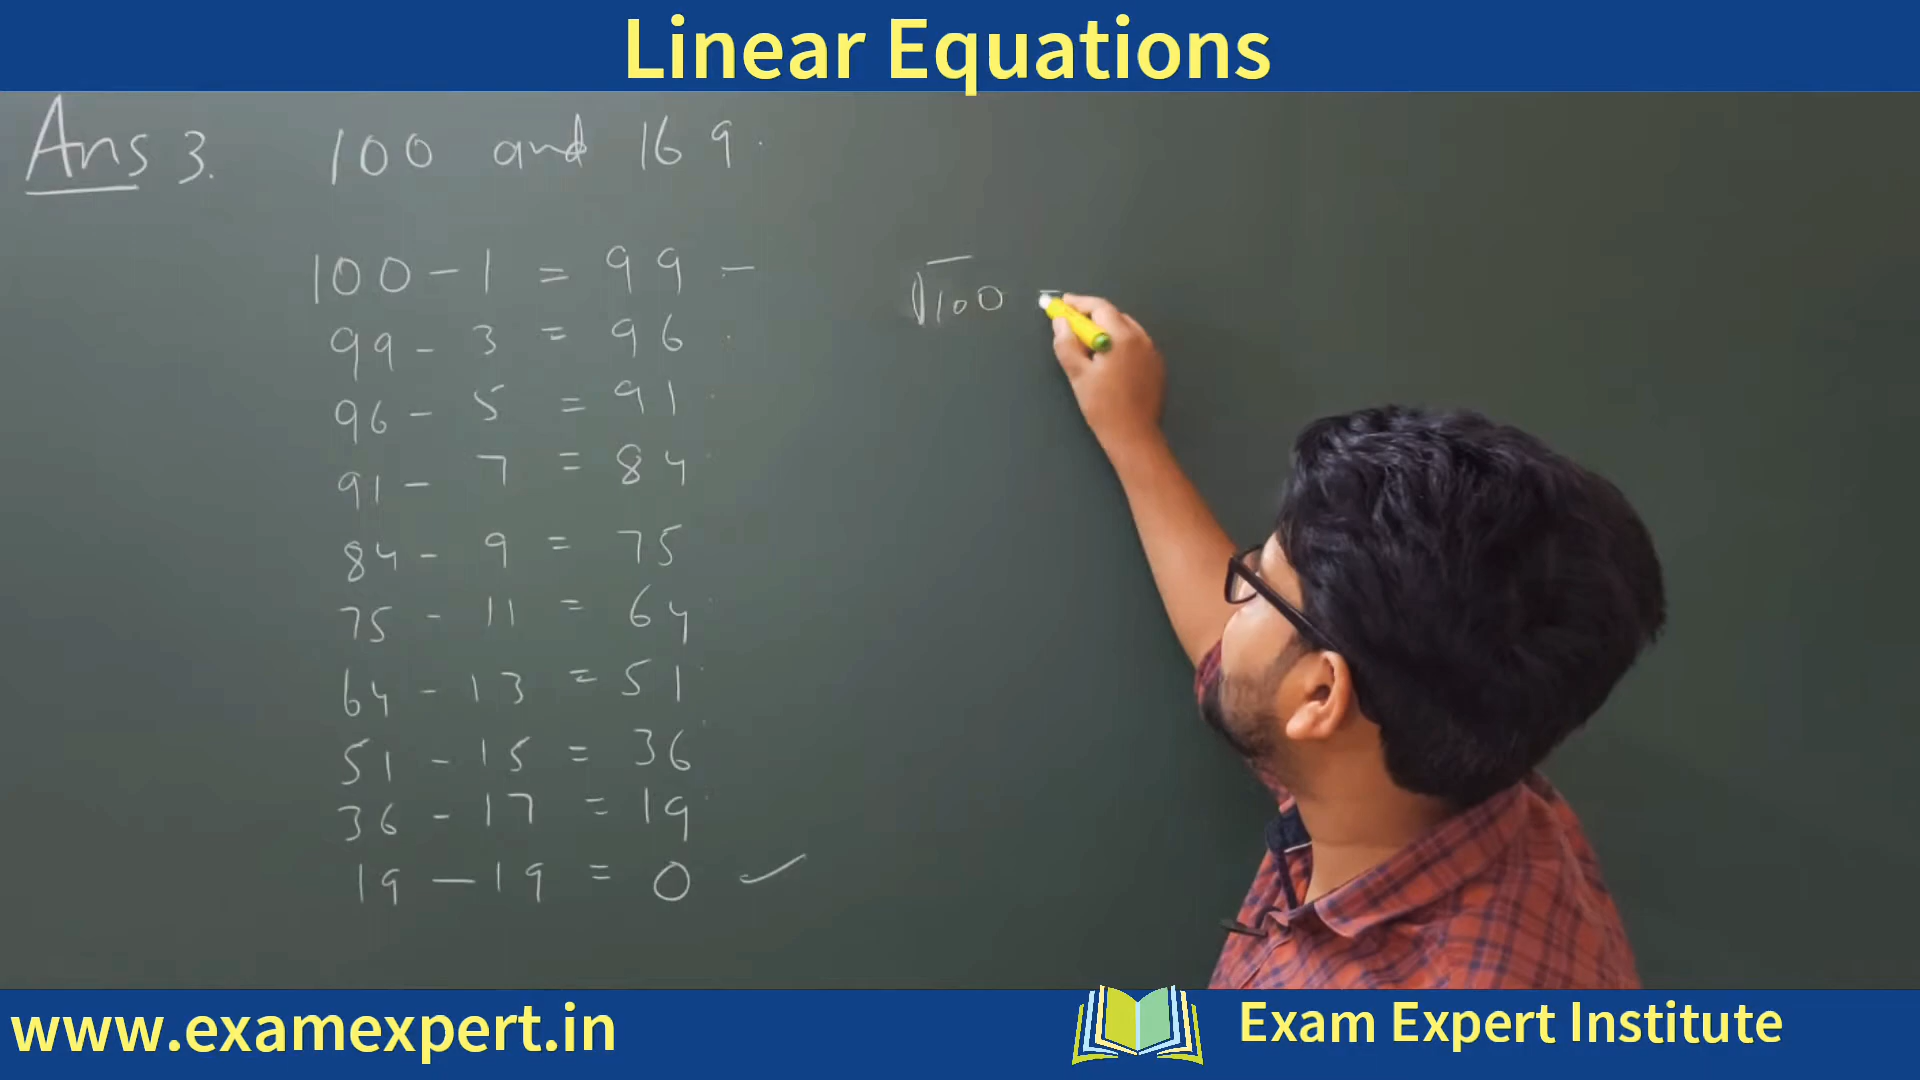 Linear Equations
Ans 3. 100 and 169.
100 - 1 = 99 -
99 - 3 = 96
96 - 5 = 91
91 - 7 = 84
84 - 9 = 75
75 - 11 = 64
64 - 13 = 51
51 - 15 = 36
36 - 17 = 19
19 - 19 = 0 ✓
√100 =
www.examexpert.in
Exam Expert Institute